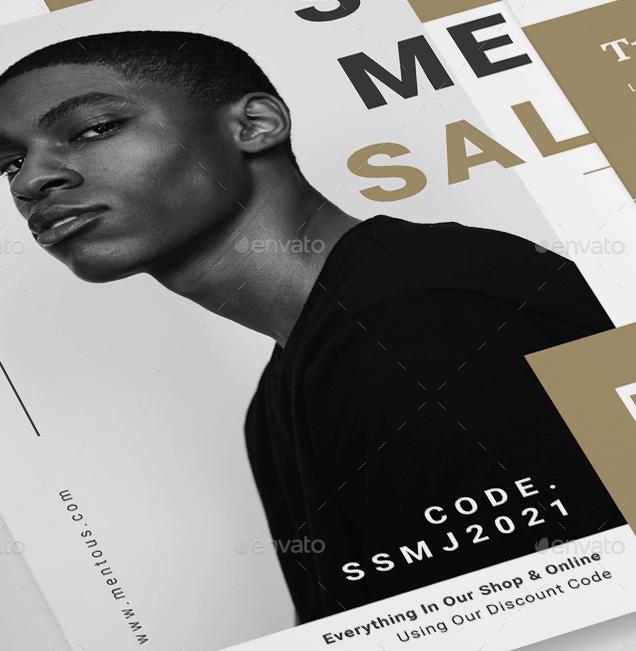 ME
SAL
CODE.
SSMJ2021
Everything In Our Shop & Online
Using Our Discount Code
www.mentous.com
envato
envato
envato
envato